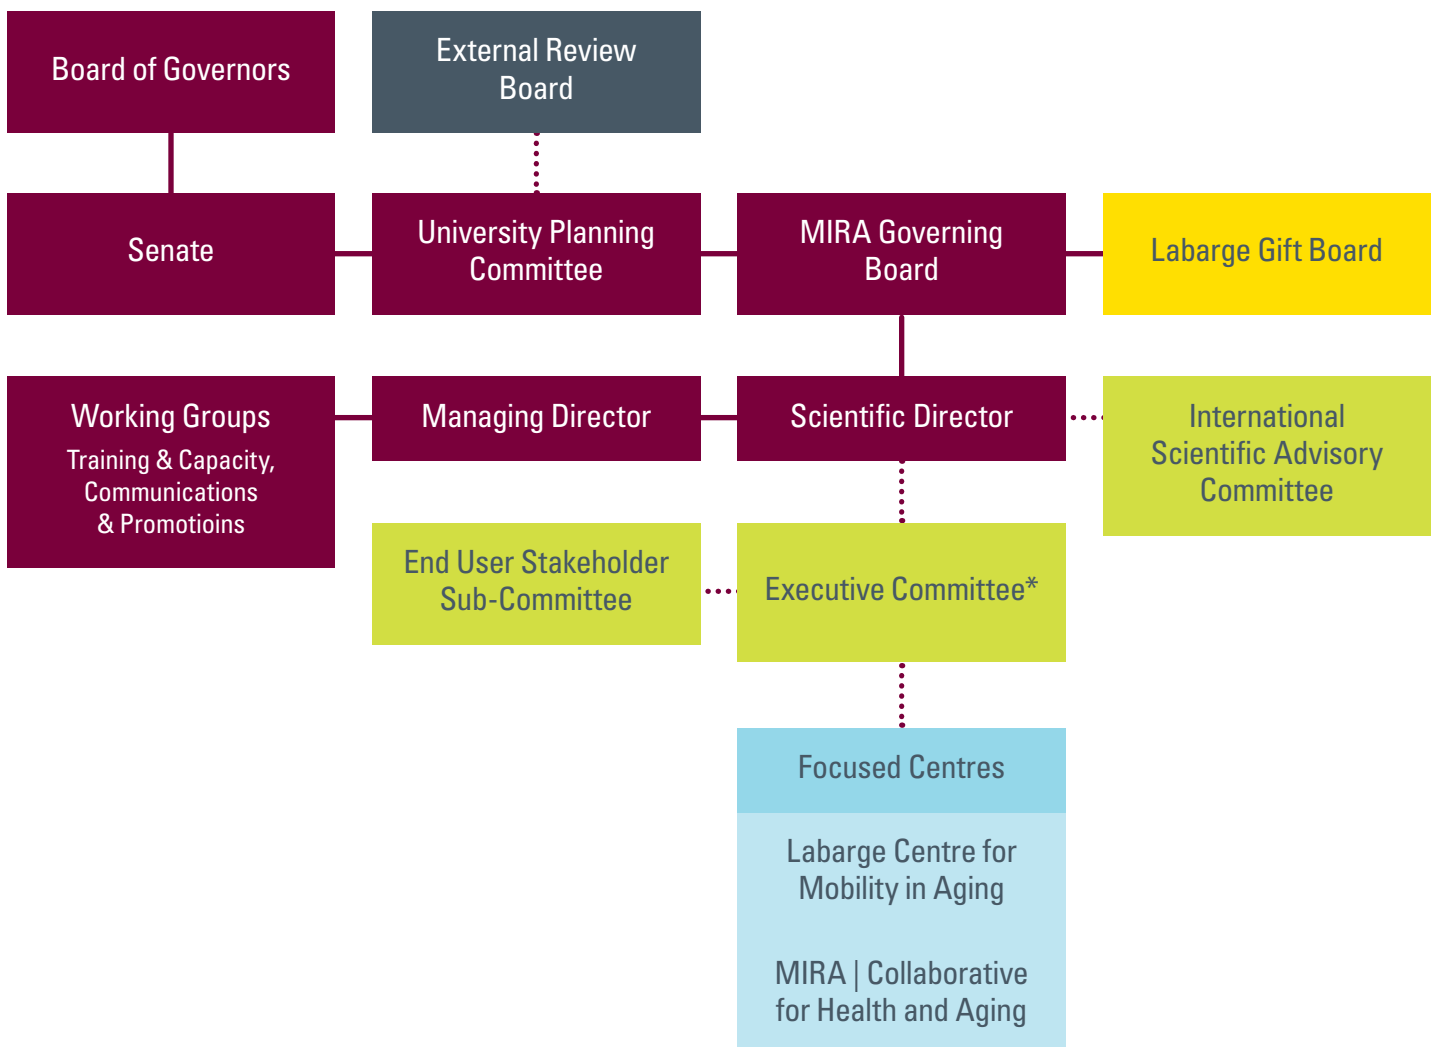 Board of Governors
External Review
Board
Senate
University Planning
Committee
MIRA Governing
Board
Labarge Gift Board
Working Groups
Training & Capacity,
Communications
& Promotioins
Managing Director
Scientific Director
International
Scientific Advisory
Committee
End User Stakeholder
Sub-Committee
Executive Committee*
Focused Centres
Labarge Centre for
Mobility in Aging
MIRA | Collaborative
for Health and Aging